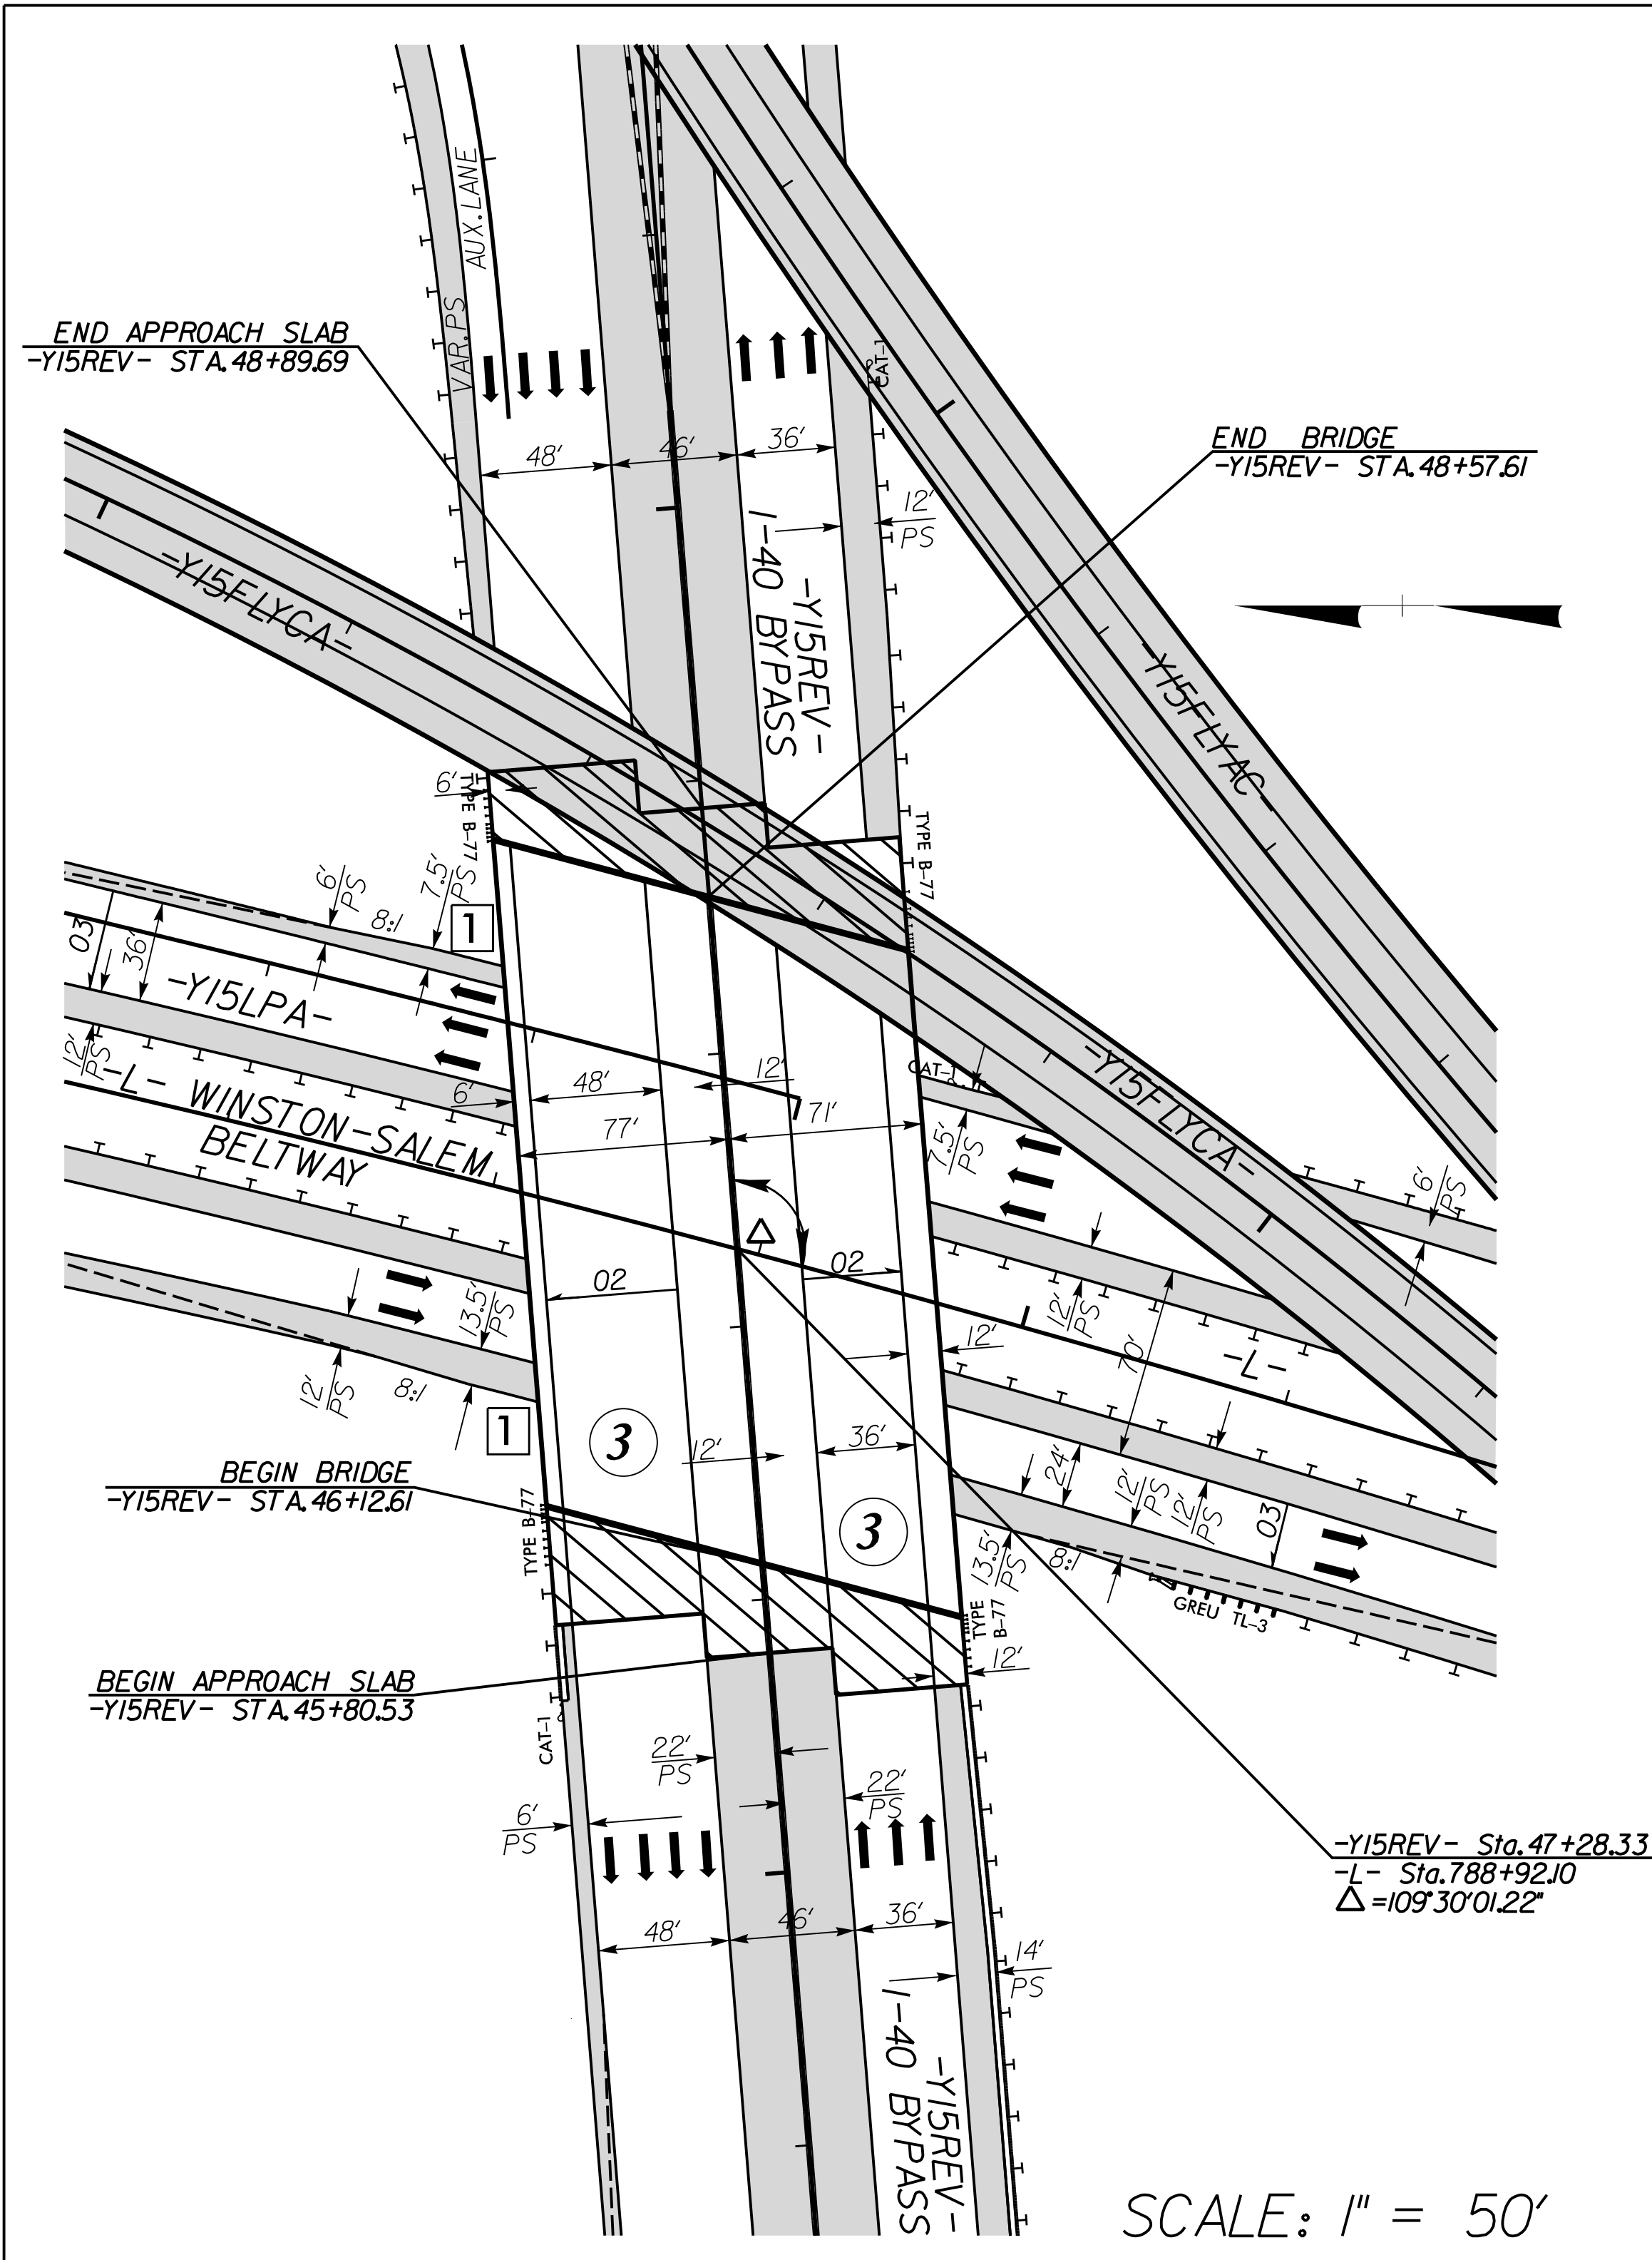 AUX. LANE
VAR. PS
END APPROACH SLAB
-Y15REV- STA. 48+89.69
48'
46'
36'
CAT-1
12'
PS
END BRIDGE
-Y15REV- STA. 48+57.61
-Y15REV-
I-40 BYPASS
-Y15FLYCA-
-Y15FLYAC-
6'
TYPE B-77
TYPE B-77
6'
PS
8:1
7.5'
PS
1
03
36'
-Y15LPA-
12'
PS
-L- WINSTON-SALEM
BELTWAY
6'
48'
12'
77'
71'
CAT-1
7.5'
PS
-Y15FLYCA-
6'
PS
02
02
13.5'
PS
12'
PS
8:1
12'
PS
70'
-L-
12'
1
3
12'
36'
3
24'
12'
PS
12'
PS
03
13.5'
PS
8:1
GREU TL-3
BEGIN BRIDGE
-Y15REV- STA. 46+12.61
TYPE B-77
TYPE
B-77
12'
BEGIN APPROACH SLAB
-Y15REV- STA. 45+80.53
CAT-1
22'
PS
22'
PS
6'
PS
-Y15REV- Sta. 47+28.33
-L- Sta. 788+92.10
△ =109°30'01.22"
48'
46'
36'
14'
PS
-Y15REV-
I-40 BYPASS
SCALE: 1" = 50'